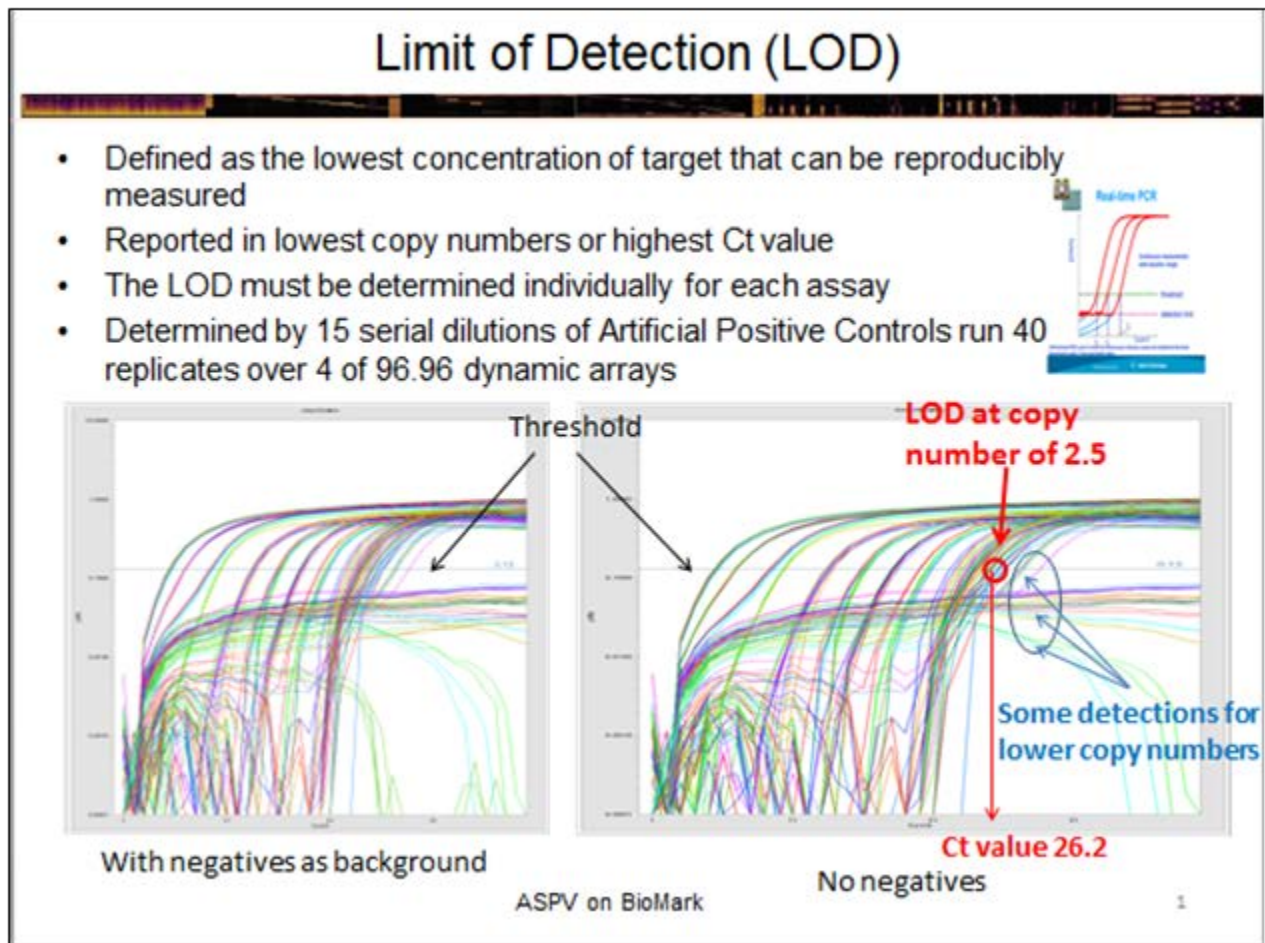 Limit of Detection (LOD)
• Defined as the lowest concentration of target that can be reproducibly
measured
• Reported in lowest copy numbers or highest Ct value
• The LOD must be determined individually for each assay
• Determined by 15 serial dilutions of Artificial Positive Controls run 40
replicates over 4 of 96.96 dynamic arrays
Real-time PCR
Threshold
LOD at copy
number of 2.5
Some detections for
lower copy numbers
Ct value 26.2
With negatives as background
No negatives
ASPV on BioMark
1